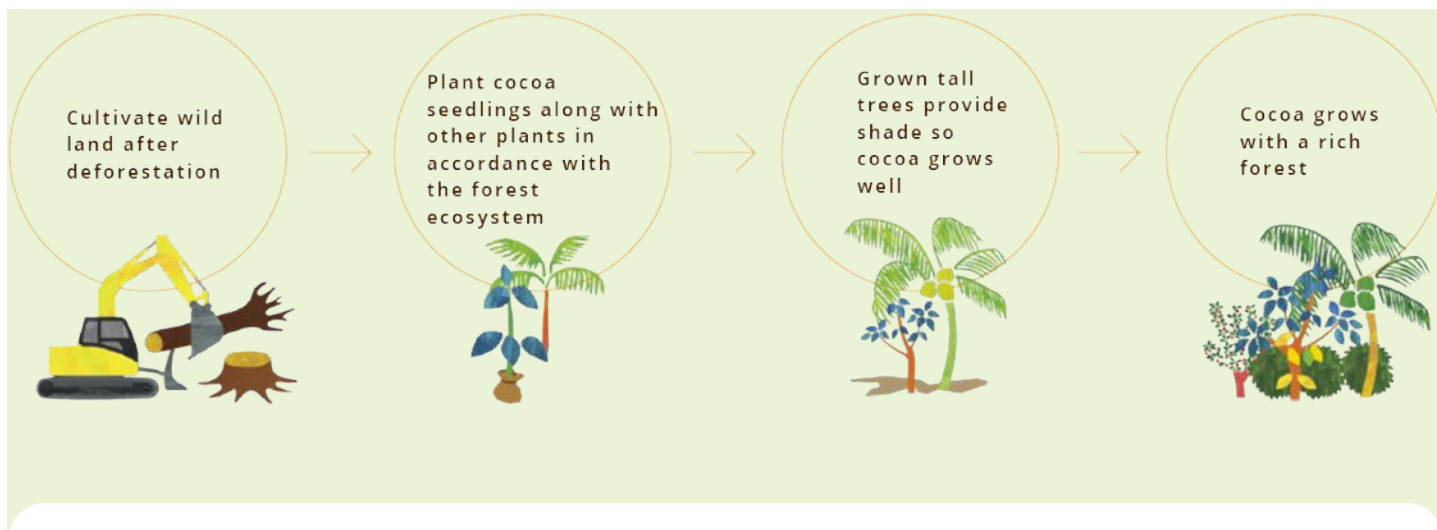 Cultivate wild
land after
deforestation
Plant cocoa
seedlings along with
other plants in
accordance with
the forest
ecosystem
Grown tall
trees provide
shade so
cocoa grows
well
Cocoa grows
with a rich
forest